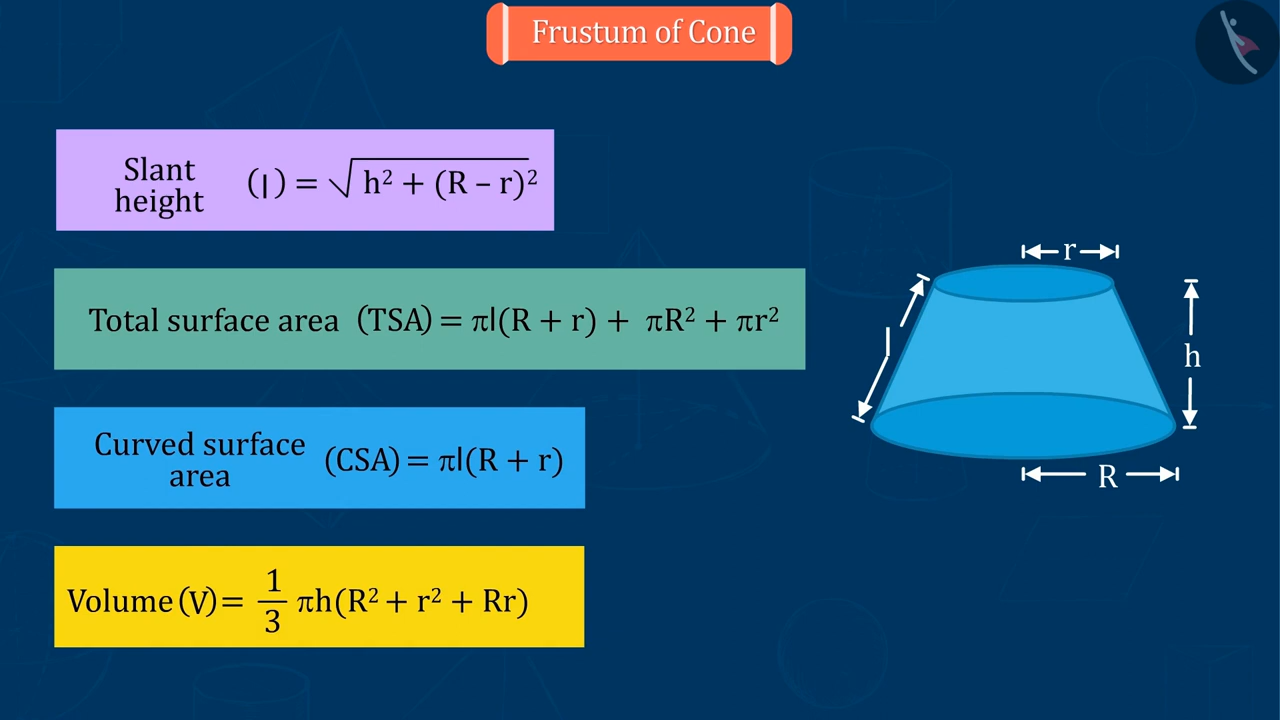 Frustum of Cone
Slant height (l) = √h² + (R – r)²
Total surface area (TSA) = πl(R + r) + πR² + πr²
Curved surface area (CSA) = πl(R + r)
Volume (V) = 1/3 πh(R² + r² + Rr)
r
l
h
R